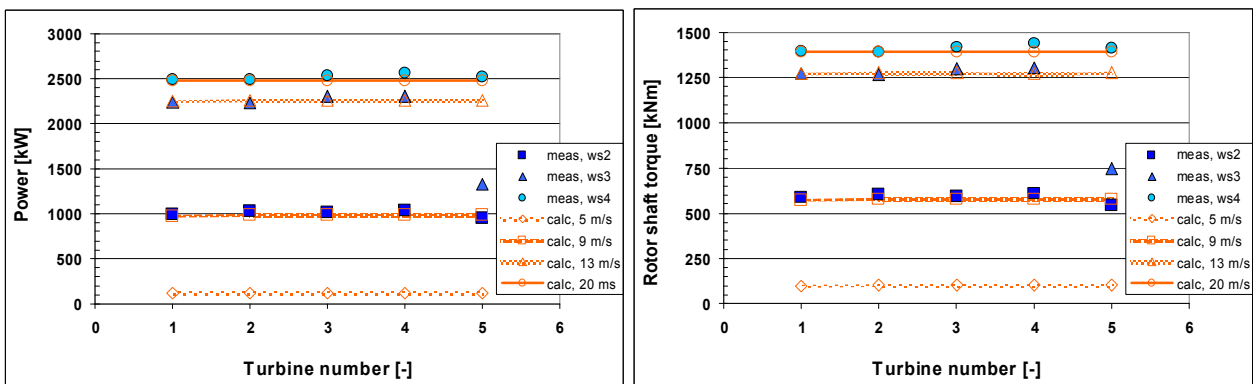 3000
2500
2000
1500
1000
500
0
Power [kW]
0 1 2 3 4 5 6
Turbine number [-]
meas, ws2
meas, ws3
meas, ws4
calc, 5 m/s
calc, 9 m/s
calc, 13 m/s
calc, 20 ms
1500
1250
1000
750
500
250
0
Rotor shaft torque [kNm]
0 1 2 3 4 5 6
Turbine number [-]
meas, ws2
meas, ws3
meas, ws4
calc, 5 m/s
calc, 9 m/s
calc, 13 m/s
calc, 20 m/s